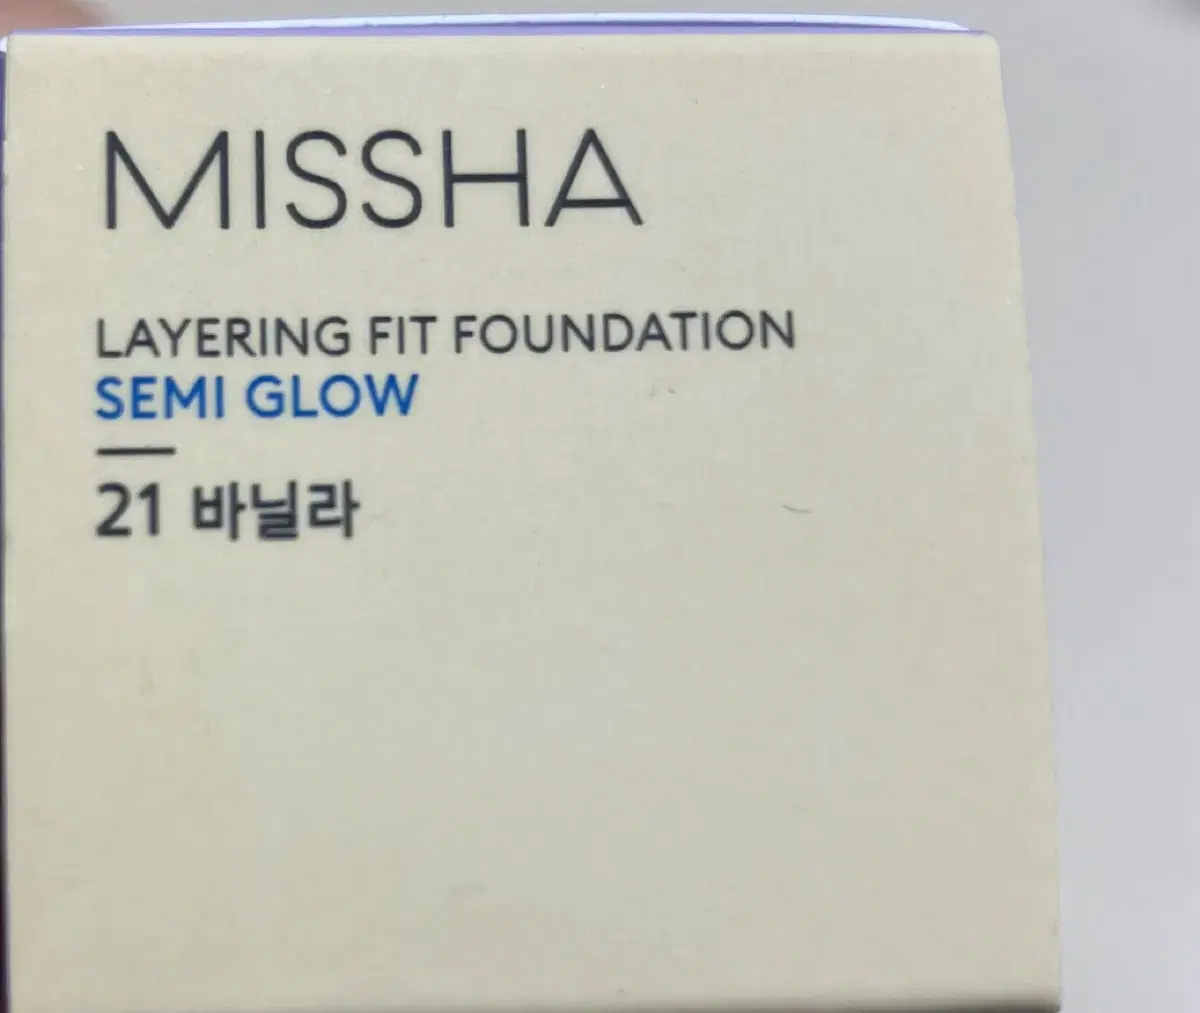 MISSHA
LAYERING FIT FOUNDATION
SEMI GLOW
21 바닐라